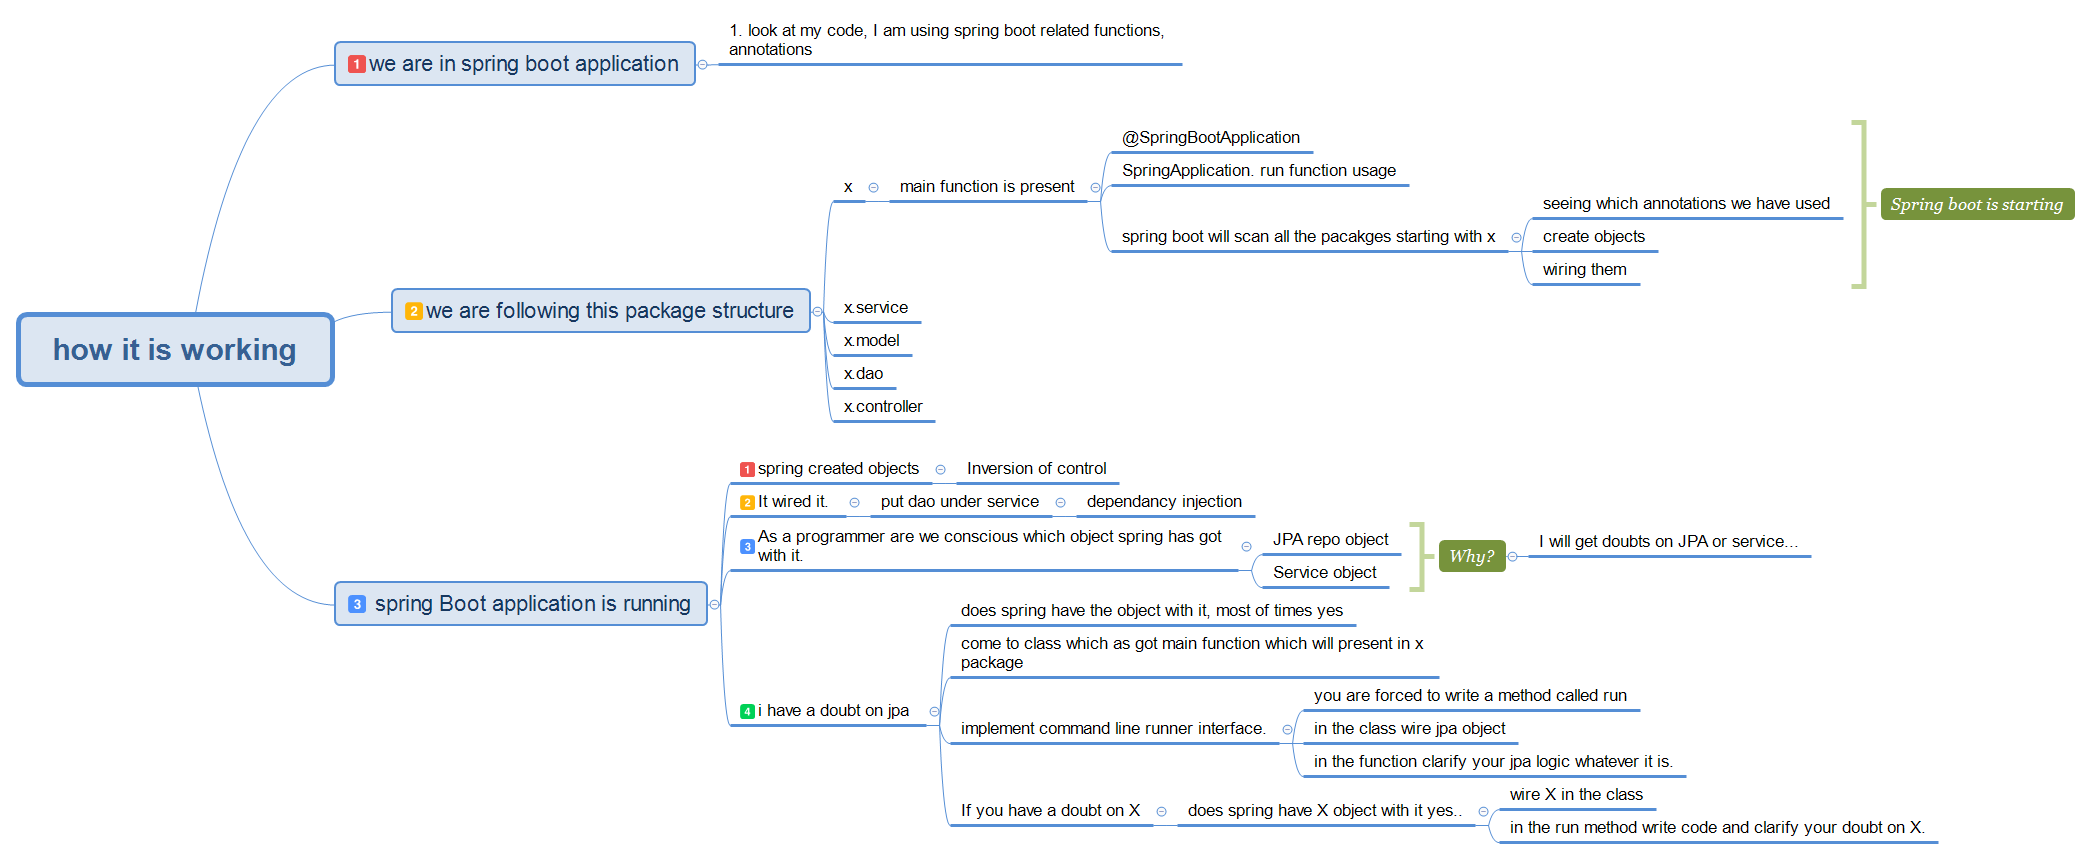 how it is working
1 we are in spring boot application
1. look at my code, I am using spring boot related functions,
annotations
2 we are following this package structure
x
main function is present
@SpringBootApplication
SpringApplication. run function usage
spring boot will scan all the pacakges starting with x
seeing which annotations we have used
create objects
wiring them
Spring boot is starting
x.service
x.model
x.dao
x.controller
3 spring Boot application is running
1 spring created objects
Inversion of control
2 It wired it.
put dao under service
dependancy injection
3 As a programmer are we conscious which object spring has got
with it.
JPA repo object
Service object
Why?
I will get doubts on JPA or service...
4 i have a doubt on jpa
does spring have the object with it, most of times yes
come to class which as got main function which will present in x
package
implement command line runner interface.
you are forced to write a method called run
in the class wire jpa object
in the function clarify your jpa logic whatever it is.
If you have a doubt on X
does spring have X object with it yes..
wire X in the class
in the run method write code and clarify your doubt on X.